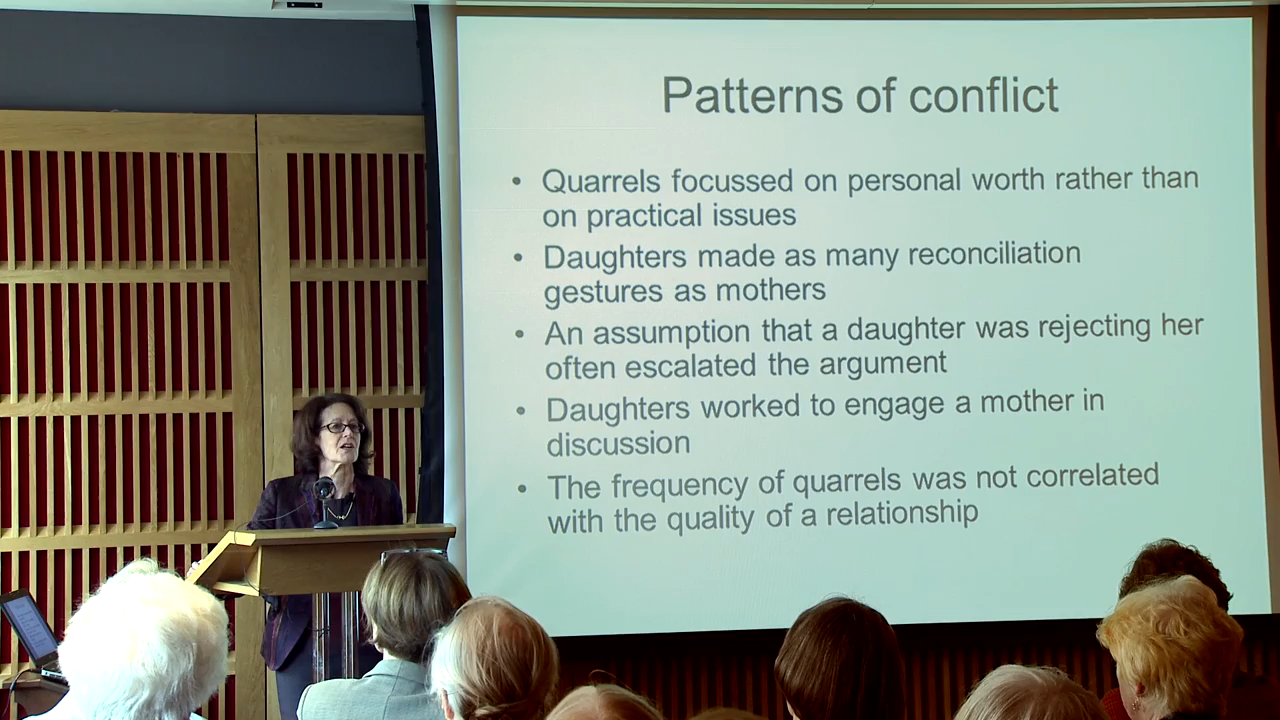 Patterns of conflict
• Quarrels focussed on personal worth rather than
on practical issues
• Daughters made as many reconciliation
gestures as mothers
• An assumption that a daughter was rejecting her
often escalated the argument
• Daughters worked to engage a mother in
discussion
• The frequency of quarrels was not correlated
with the quality of a relationship